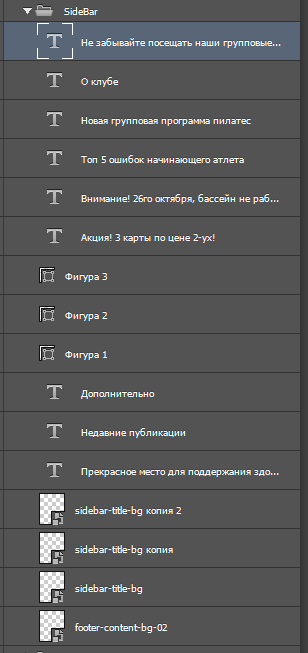 SideBar
Не забывайте посещать наши групповые...
О клубе
Новая групповая программа пилатес
Топ 5 ошибок начинающего атлета
Внимание! 26го октября, бассейн не раб...
Акция! 3 карты по цене 2-ух!
Фигура 3
Фигура 2
Фигура 1
Дополнительно
Недавние публикации
Прекрасное место для поддержания здо...
sidebar-title-bg копия 2
sidebar-title-bg копия
sidebar-title-bg
footer-content-bg-02